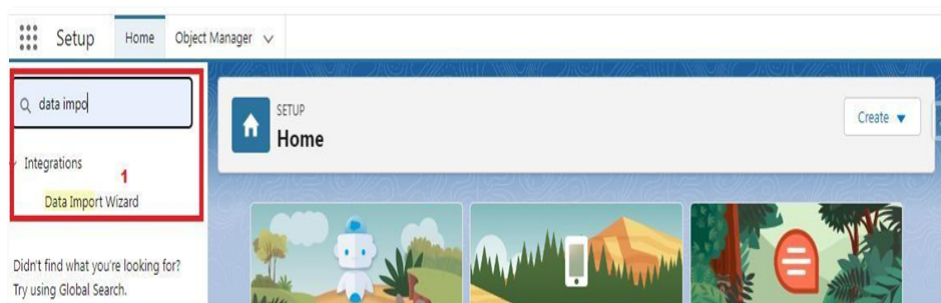 Setup Home Object Manager
data impo
Integrations
1
Data Import Wizard
Didn't find what you're looking for?
Try using Global Search.
SETUP
Home
Create